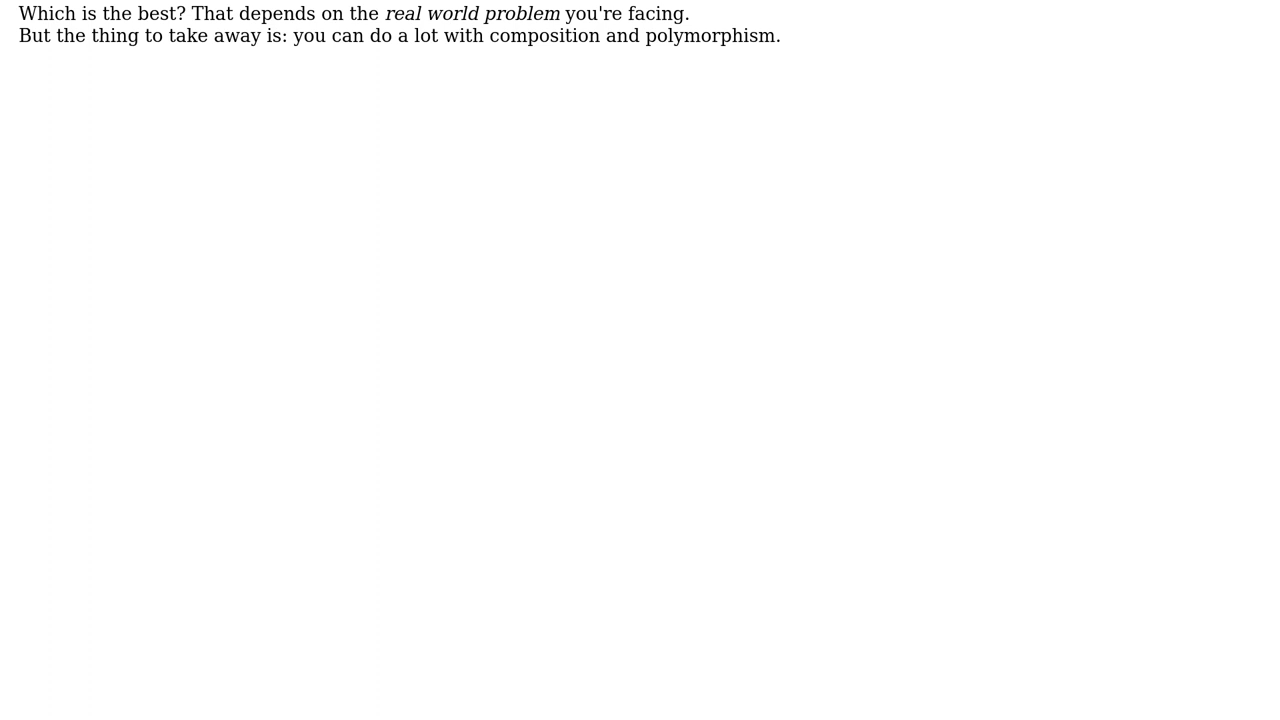 Which is the best? That depends on the real world problem you're facing.
But the thing to take away is: you can do a lot with composition and polymorphism.